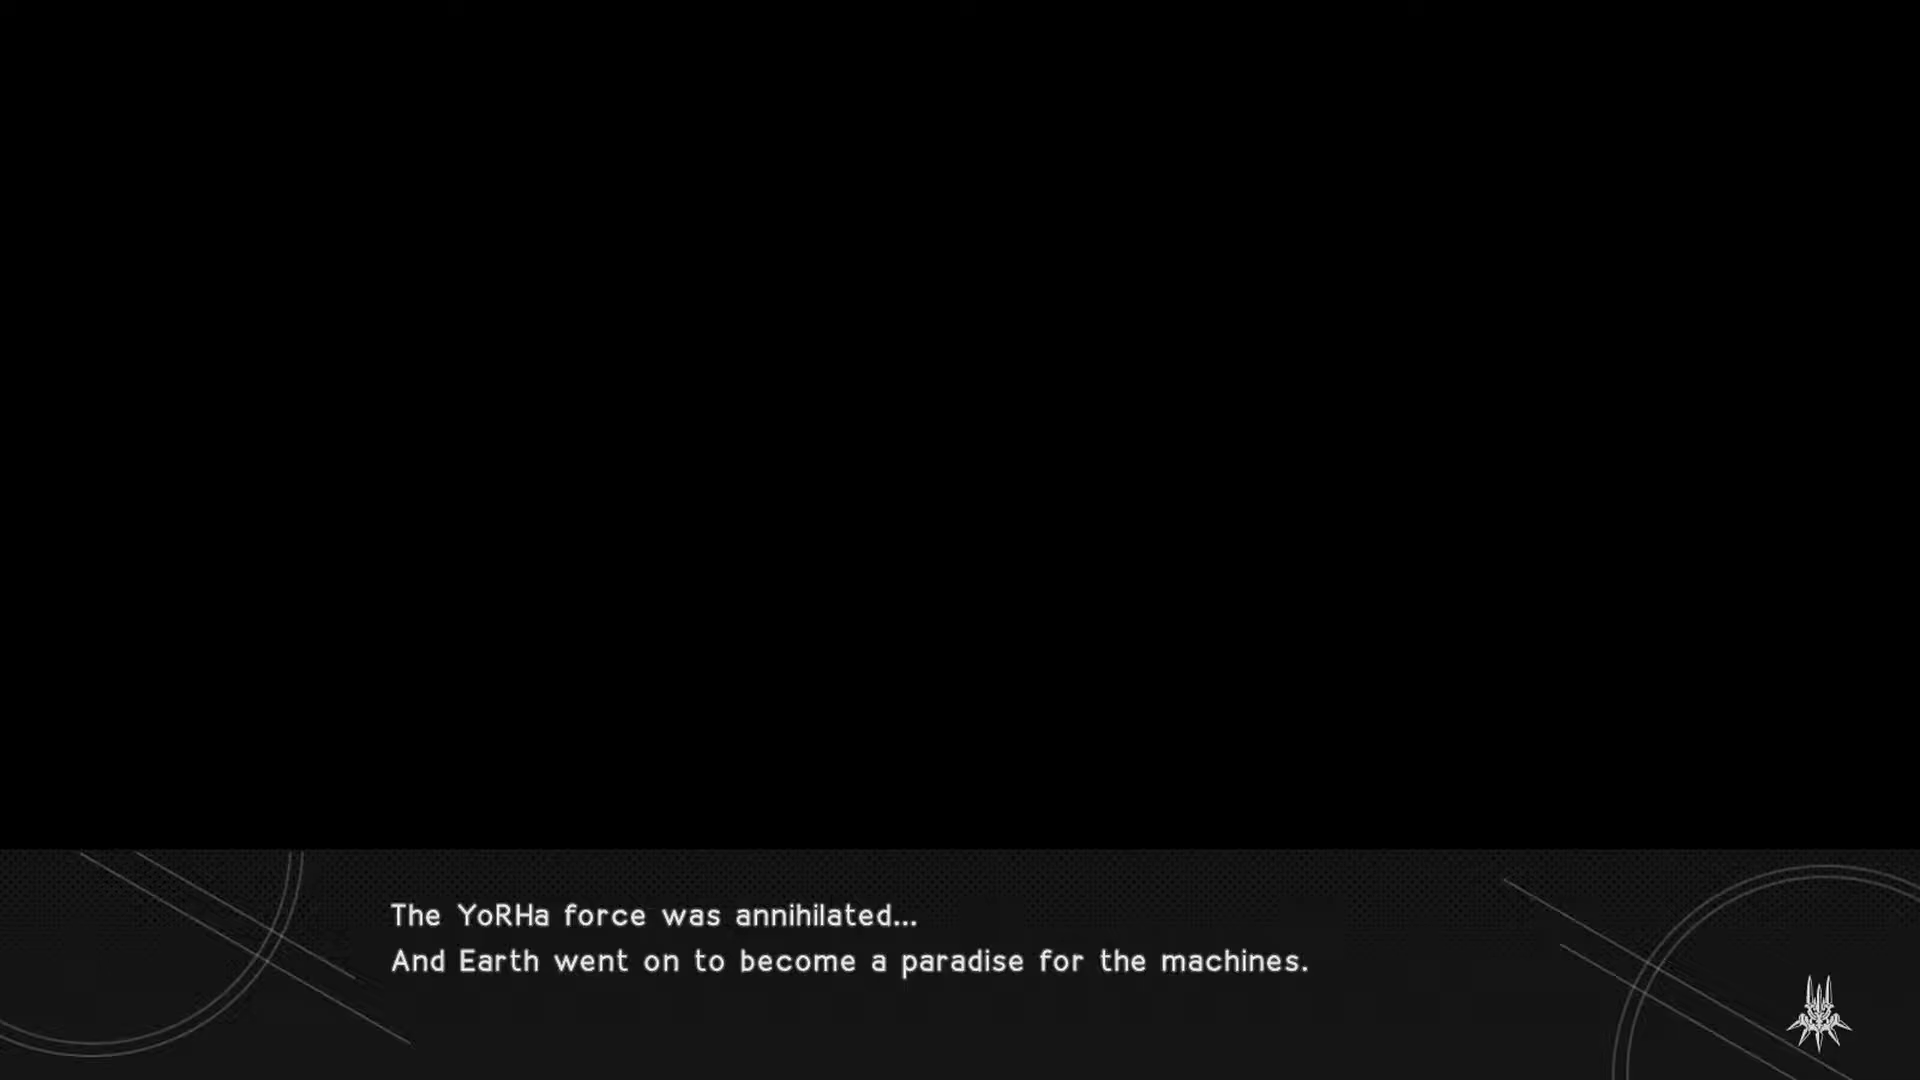 The YoRHa force was annihilated...
And Earth went on to become a paradise for the machines.